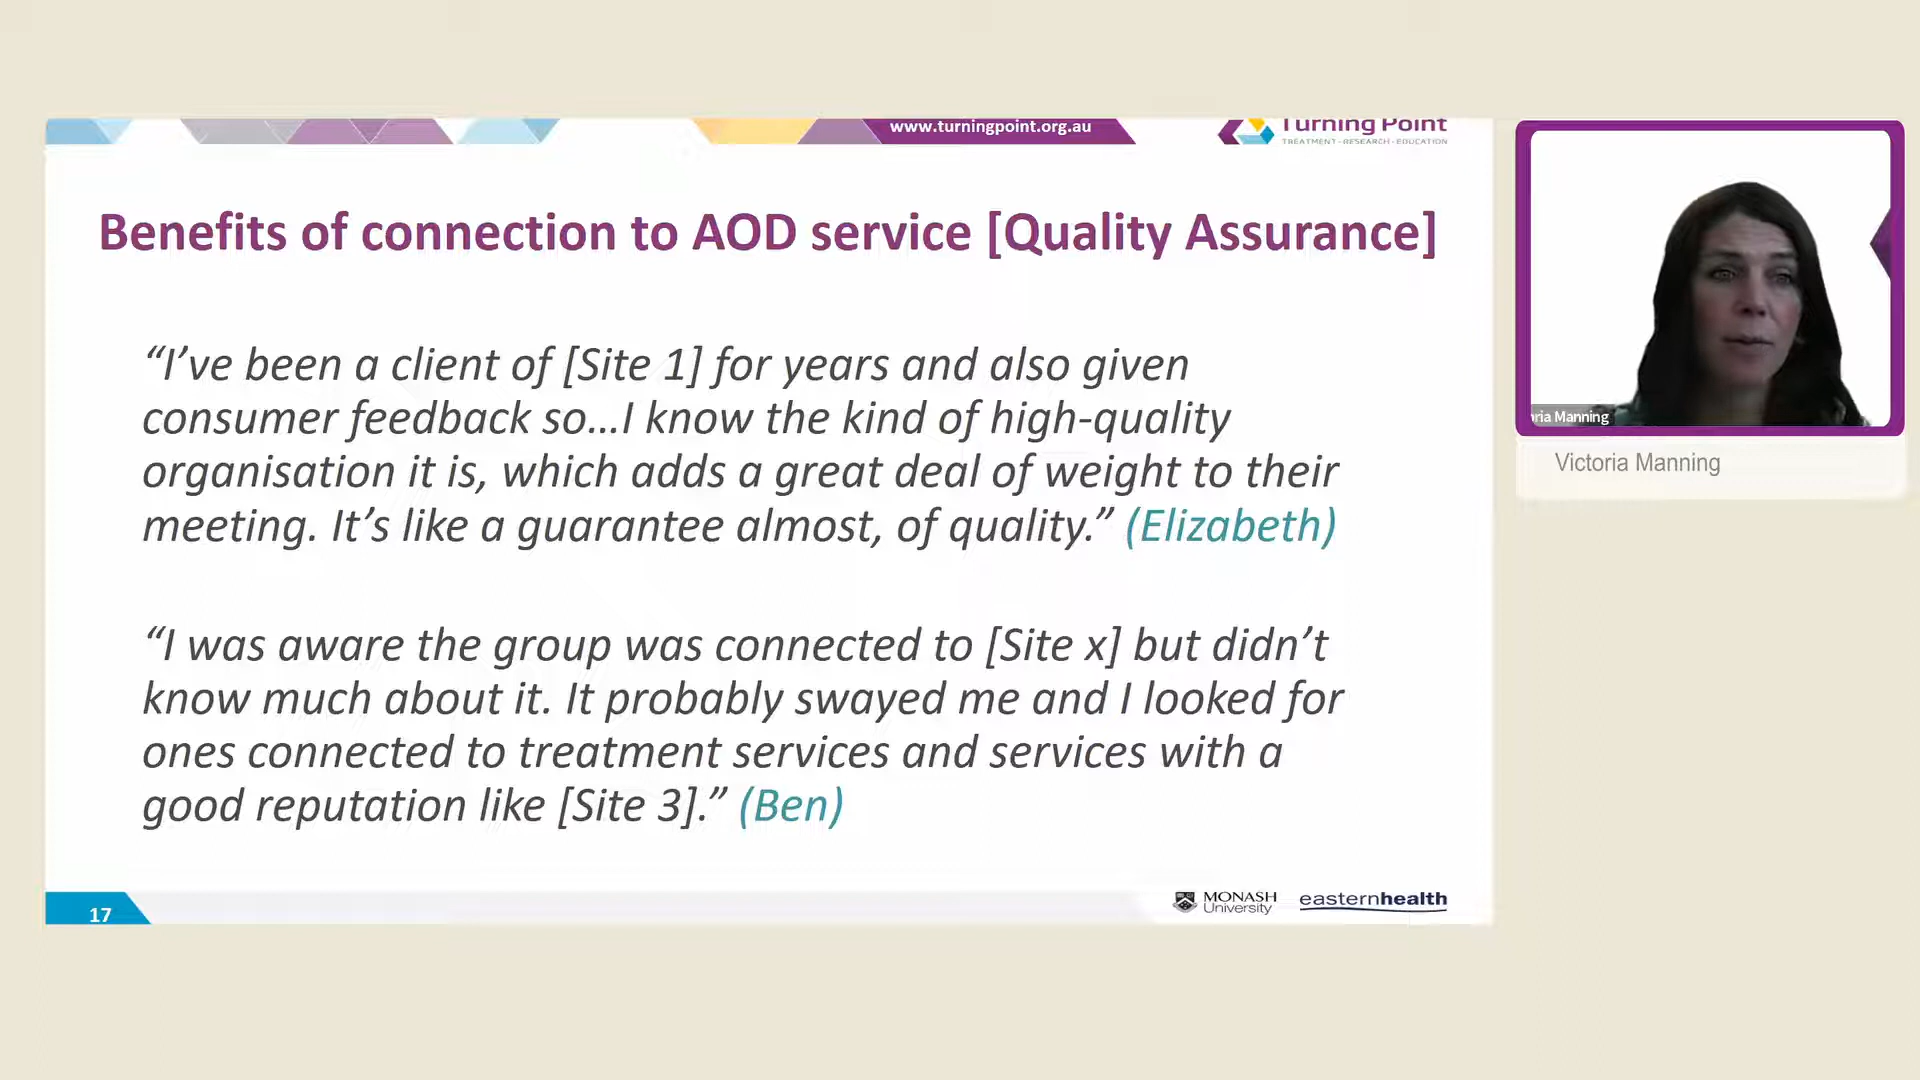 www.turningpoint.org.au
Turning Point
TREATMENT - RESEARCH - EDUCATION
Benefits of connection to AOD service [Quality Assurance]
“I’ve been a client of [Site 1] for years and also given
consumer feedback so…I know the kind of high-quality
organisation it is, which adds a great deal of weight to their
meeting. It’s like a guarantee almost, of quality.” (Elizabeth)
“I was aware the group was connected to [Site x] but didn’t
know much about it. It probably swayed me and I looked for
ones connected to treatment services and services with a
good reputation like [Site 3].” (Ben)
17
MONASH
University
easternhealth
ria Manning
Victoria Manning